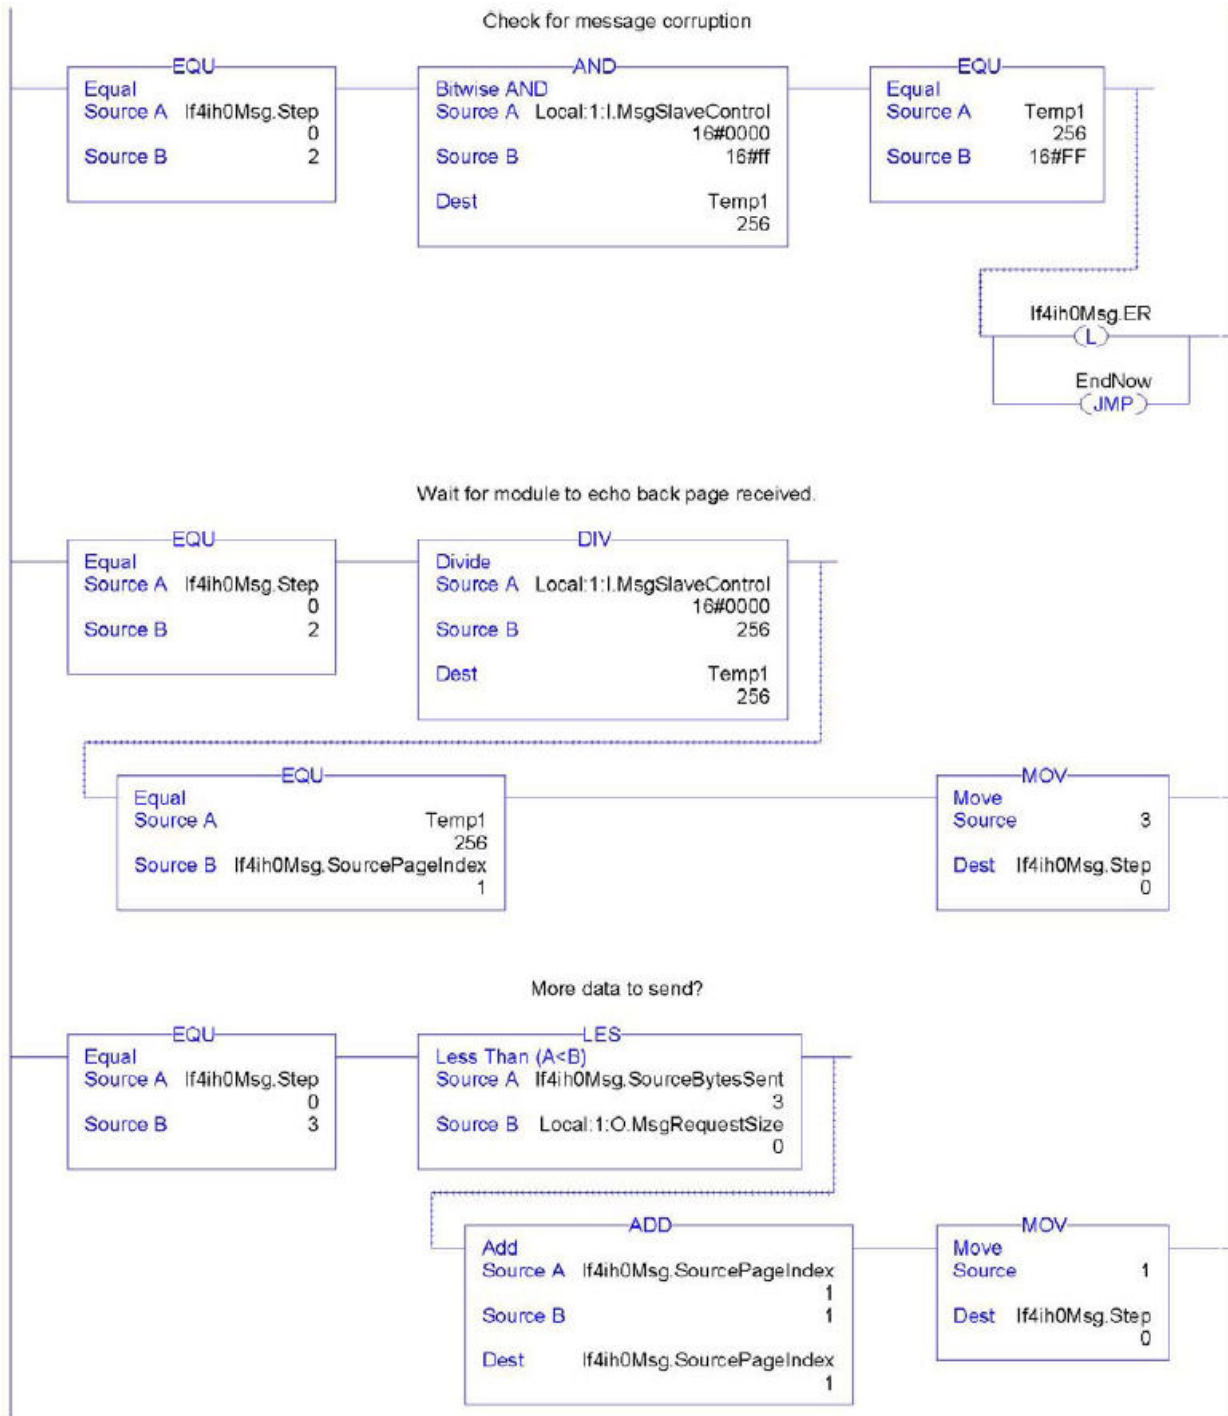 Check for message corruption
EQU
Equal
Source A If4ih0Msg.Step
0
Source B 2
AND
Bitwise AND
Source A Local:1:I.MsgSlaveControl
16#0000
Source B 16#ff
Dest Temp1
256
EQU
Equal
Source A Temp1
256
Source B 16#FF
If4ih0Msg.ER
L
EndNow
JMP
Wait for module to echo back page received.
EQU
Equal
Source A If4ih0Msg.Step
0
Source B 2
DIV
Divide
Source A Local:1:I.MsgSlaveControl
16#0000
Source B 256
Dest Temp1
256
EQU
Equal
Source A Temp1
256
Source B If4ih0Msg.SourcePageIndex
1
MOV
Move
Source 3
Dest If4ih0Msg.Step
0
More data to send?
EQU
Equal
Source A If4ih0Msg.Step
0
Source B 3
LES
Less Than (A<B)
Source A If4ih0Msg.SourceBytesSent
3
Source B Local:1:O.MsgRequestSize
0
ADD
Add
Source A If4ih0Msg.SourcePageIndex
1
Source B 1
Dest If4ih0Msg.SourcePageIndex
1
MOV
Move
Source 1
Dest If4ih0Msg.Step
0